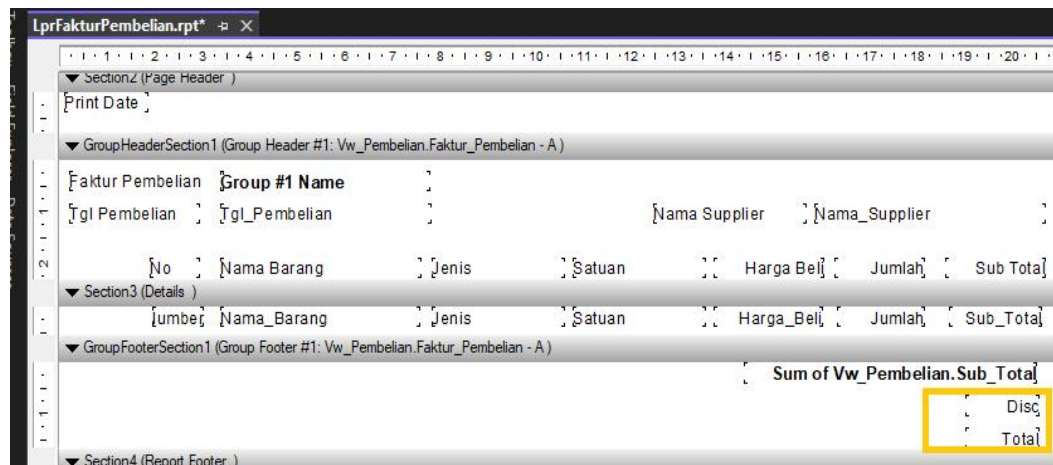 LprFakturPembelian.rpt*
1 2 3 4 5 6 7 8 9 10 11 12 13 14 15 16 17 18 19 20
Section2 (Page Header )
Print Date
GroupHeaderSection1 (Group Header #1: Vw_Pembelian.Faktur_Pembelian - A )
Faktur Pembelian Group #1 Name
Tgl Pembelian Tgl_Pembelian Nama Supplier Nama_Supplier
1
2
No Nama Barang Jenis Satuan Harga Beli Jumlah Sub Total
Section3 (Details )
Jumber Nama_Barang Jenis Satuan Harga_Beli Jumlah Sub_Total
GroupFooterSection1 (Group Footer #1: Vw_Pembelian.Faktur_Pembelian - A )
Sum of Vw_Pembelian.Sub_Total
Disc
1
Total
Section4 (Report Footer )